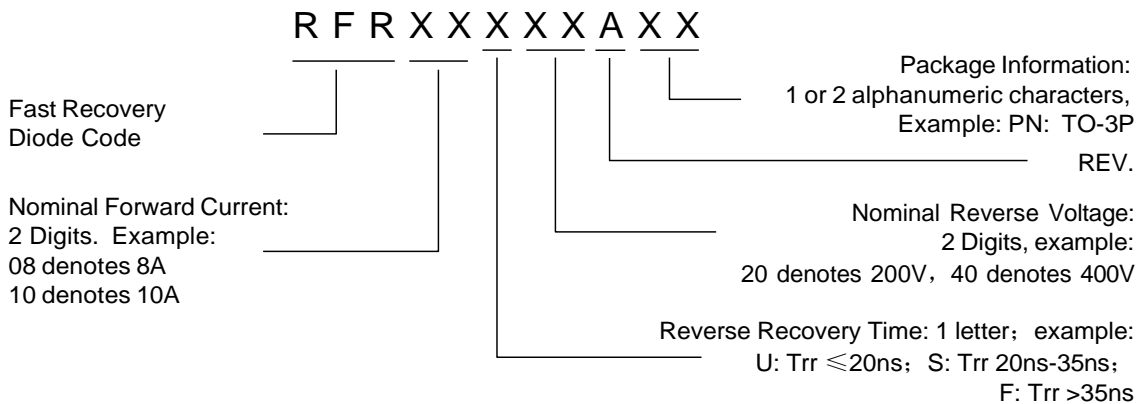 R F R X X X X X A X X
Fast Recovery
Diode Code
Nominal Forward Current:
2 Digits. Example:
08 denotes 8A
10 denotes 10A
Package Information:
1 or 2 alphanumeric characters,
Example: PN: TO-3P
REV.
Nominal Reverse Voltage:
2 Digits, example:
20 denotes 200V，40 denotes 400V
Reverse Recovery Time: 1 letter；example:
U: Trr ≤20ns；S: Trr 20ns-35ns；
F: Trr >35ns